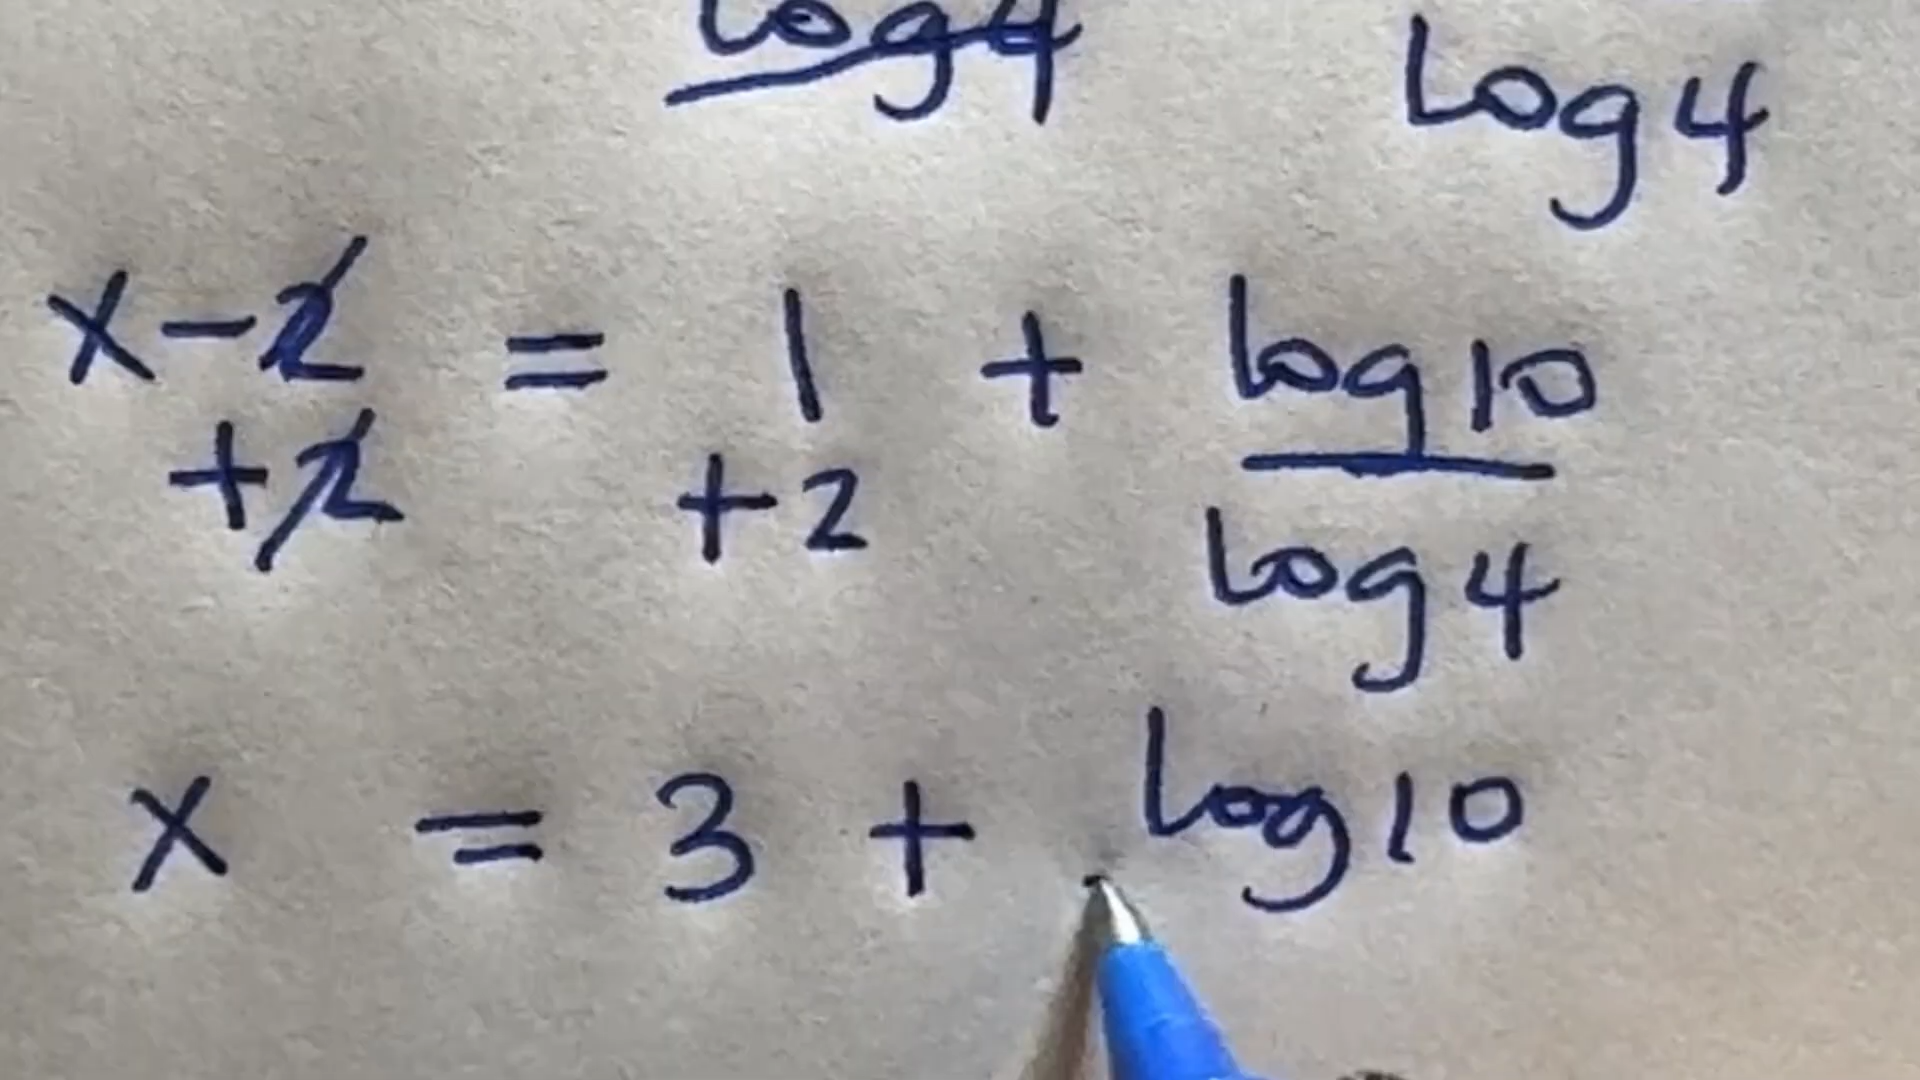 log4 log4
x-2 = 1 + log10
+2 +2 log4
x = 3 + log10